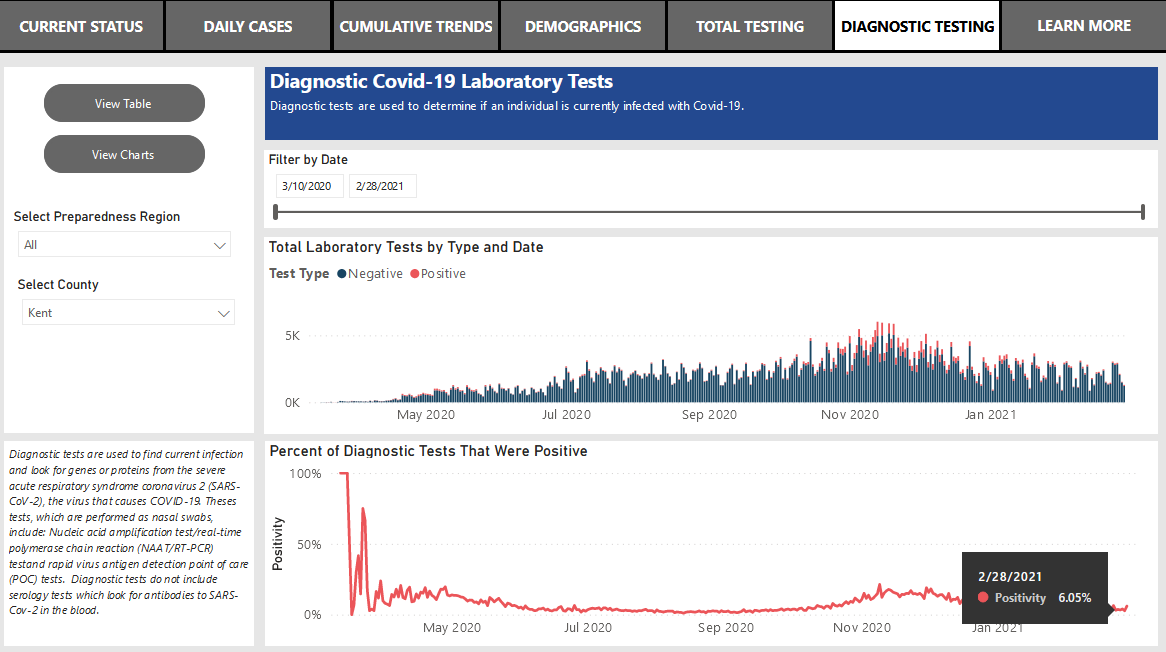 CURRENT STATUS
DAILY CASES
CUMULATIVE TRENDS
DEMOGRAPHICS
TOTAL TESTING
DIAGNOSTIC TESTING
LEARN MORE
View Table
View Charts
Select Preparedness Region
All
Select County
Kent
Diagnostic tests are used to find current infection
and look for genes or proteins from the severe
acute respiratory syndrome coronavirus 2 (SARS-
CoV-2), the virus that causes COVID-19. Theses
tests, which are performed as nasal swabs,
include: Nucleic acid amplification test/real-time
polymerase chain reaction (NAAT/RT-PCR)
testand rapid virus antigen detection point of care
(POC) tests. Diagnostic tests do not include
serology tests which look for antibodies to SARS-
Cov-2 in the blood.
Diagnostic Covid-19 Laboratory Tests
Diagnostic tests are used to determine if an individual is currently infected with Covid-19.
Filter by Date
3/10/2020 2/28/2021
Total Laboratory Tests by Type and Date
Test Type Negative Positive
5K
0K
May 2020 Jul 2020 Sep 2020 Nov 2020 Jan 2021
Percent of Diagnostic Tests That Were Positive
Positivity
100%
50%
0%
2/28/2021
Positivity 6.05%
May 2020 Jul 2020 Sep 2020 Nov 2020 Jan 2021